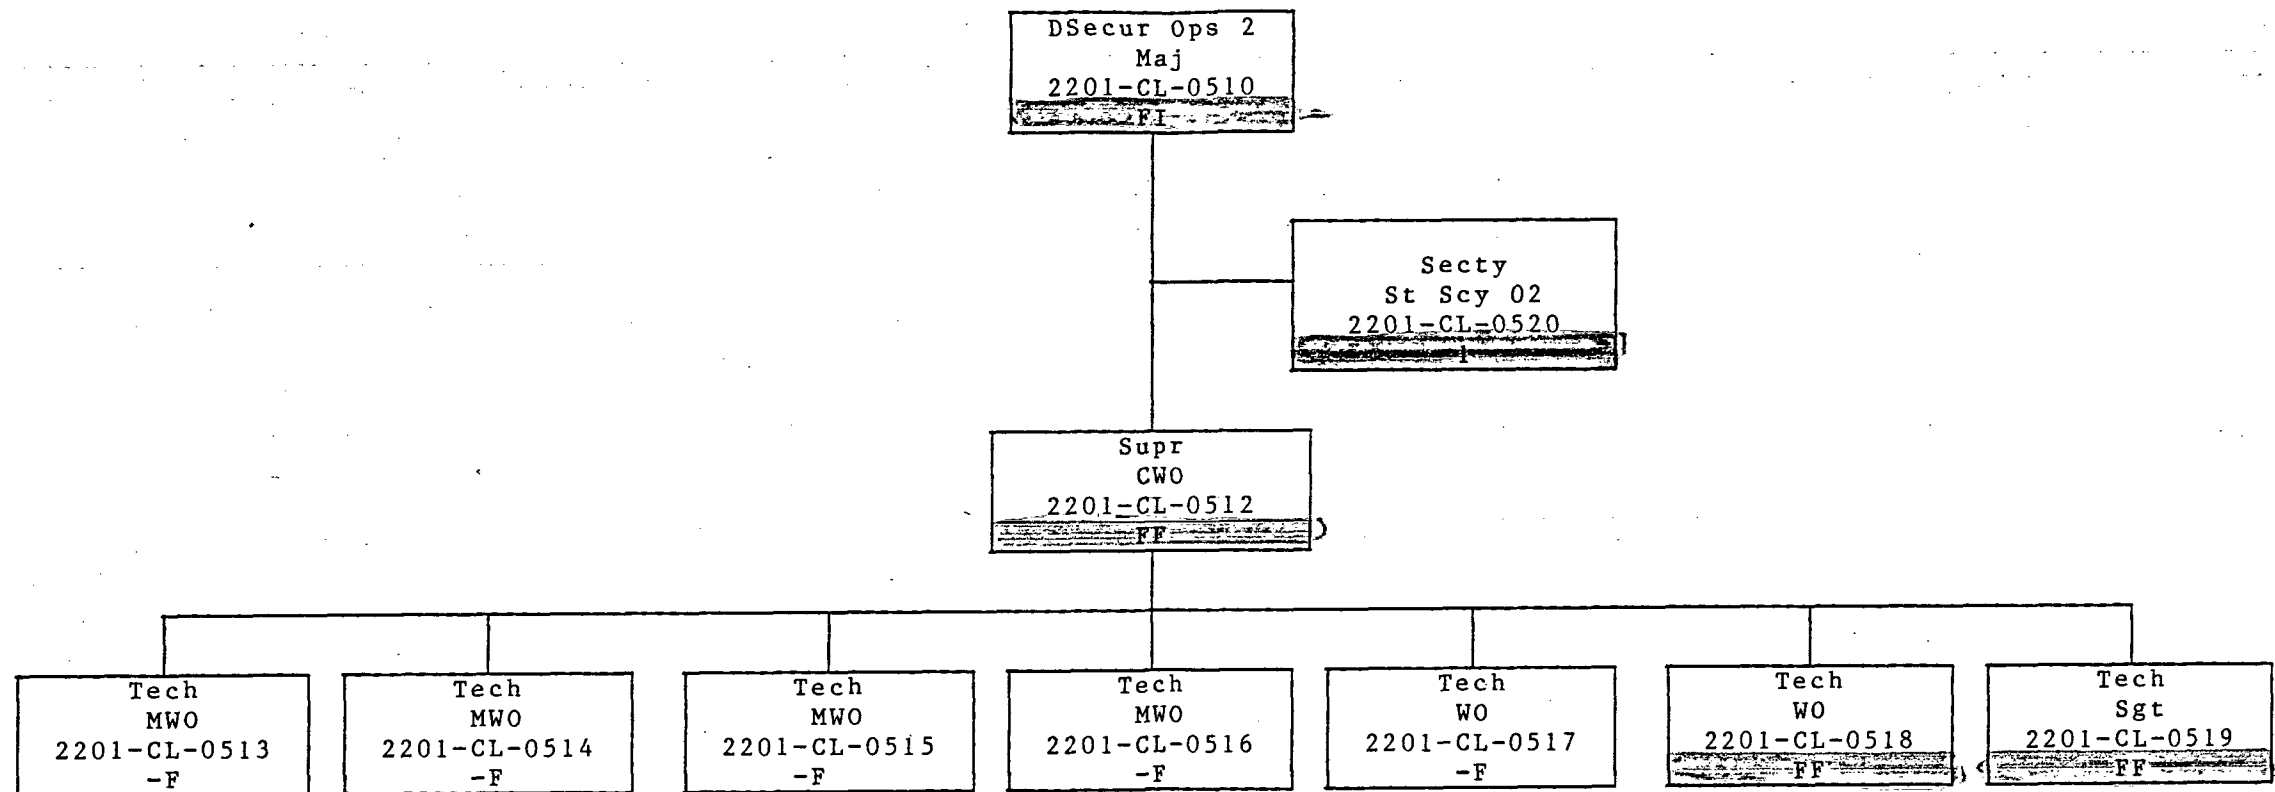 DSecur Ops 2
Maj
2201-CL-0510
FI
Secty
St Scy 02
2201-CL-0520
1
Supr
CWO
2201-CL-0512
FF
Tech
MWO
2201-CL-0513
-F
Tech
MWO
2201-CL-0514
-F
Tech
MWO
2201-CL-0515
-F
Tech
MWO
2201-CL-0516
-F
Tech
WO
2201-CL-0517
-F
Tech
WO
2201-CL-0518
FF
Tech
Sgt
2201-CL-0519
FF